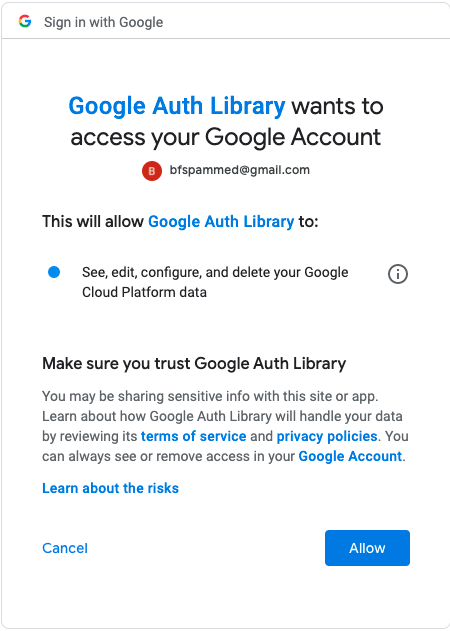 Sign in with Google
Google Auth Library wants to
access your Google Account
B bfspammed@gmail.com
This will allow Google Auth Library to:
See, edit, configure, and delete your Google
Cloud Platform data
Make sure you trust Google Auth Library
You may be sharing sensitive info with this site or app.
Learn about how Google Auth Library will handle your data
by reviewing its terms of service and privacy policies. You
can always see or remove access in your Google Account.
Learn about the risks
Cancel
Allow